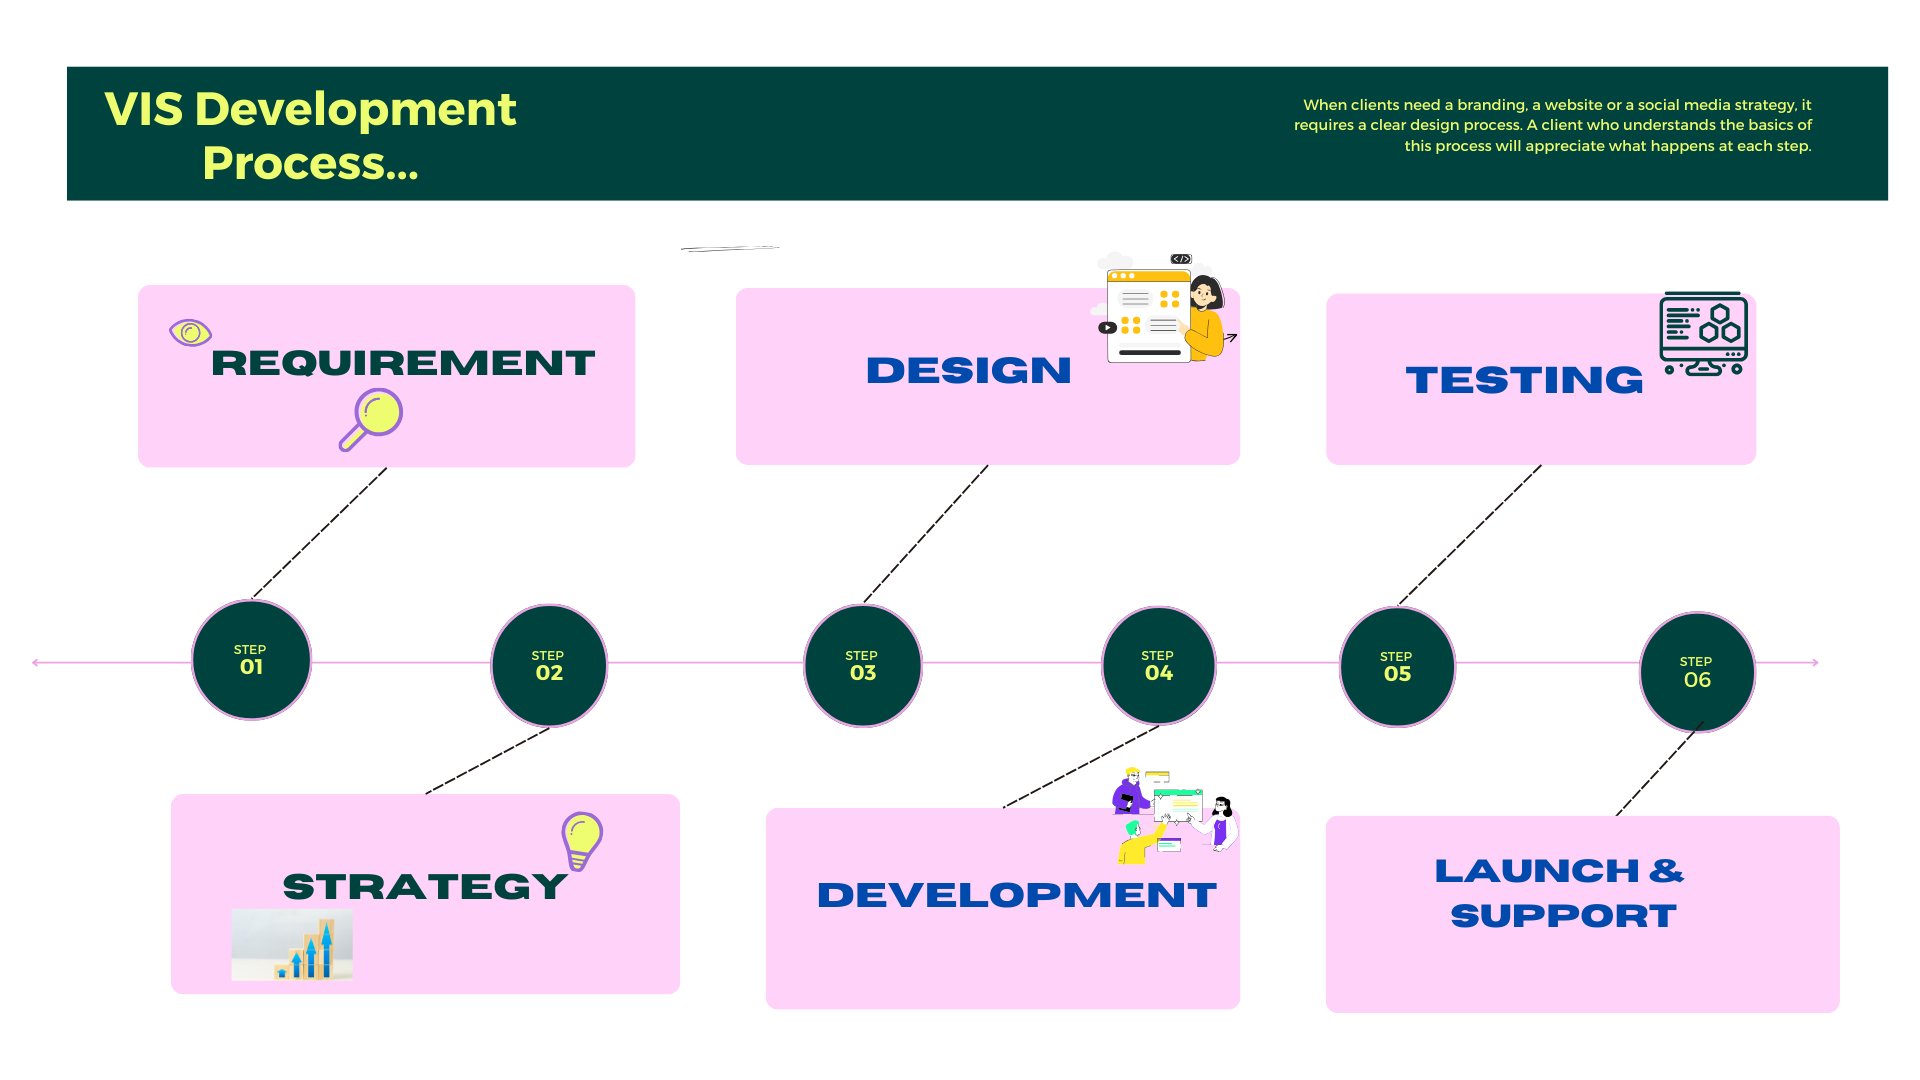 VIS Development
Process...
When clients need a branding, a website or a social media strategy, it
requires a clear design process. A client who understands the basics of
this process will appreciate what happens at each step.
REQUIREMENT
DESIGN
</>
TESTING
STEP
01
STEP
02
STEP
03
STEP
04
STEP
05
STEP
06
STRATEGY
DEVELOPMENT
LAUNCH &
SUPPORT